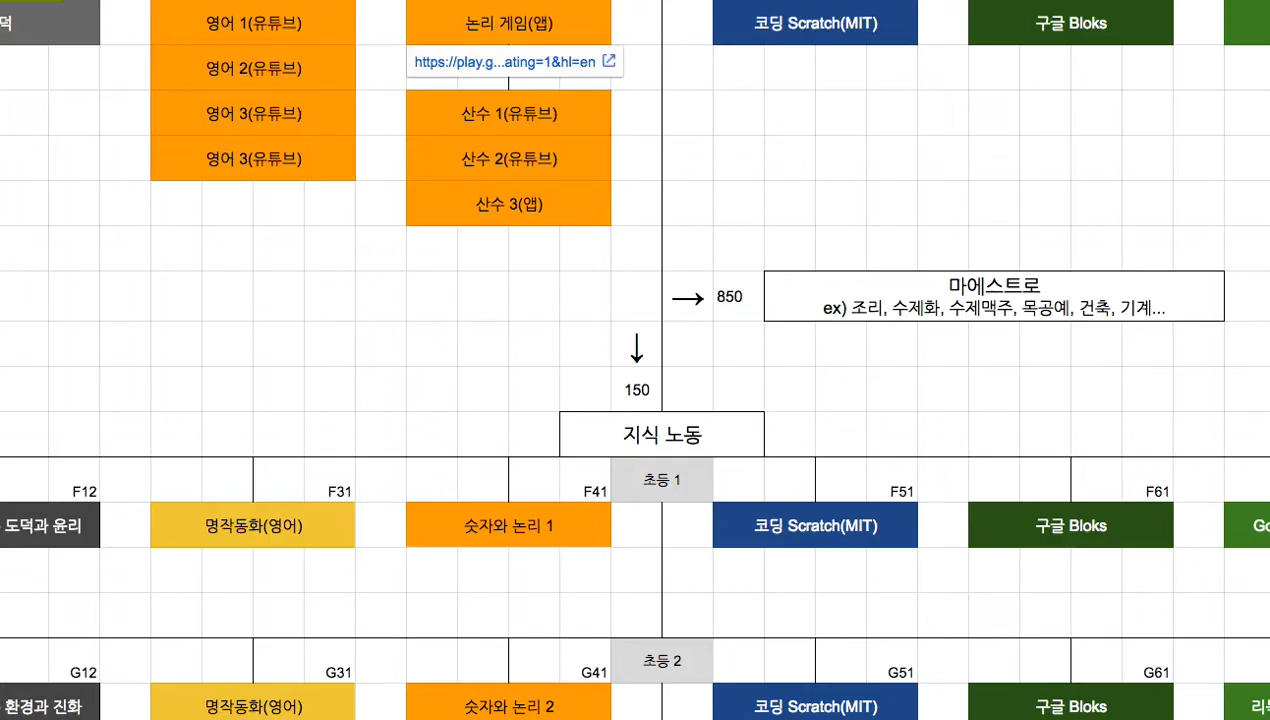 덕
영어 1(유튜브)
논리 게임(앱)
코딩 Scratch(MIT)
구글 Bloks
영어 2(유튜브)
https://play.g...ating=1&hl=en
영어 3(유튜브)
산수 1(유튜브)
영어 3(유튜브)
산수 2(유튜브)
산수 3(앱)
→ 850
마에스트로
ex) 조리, 수제화, 수제맥주, 목공예, 건축, 기계...
↓
150
지식 노동
초등 1
F12
F31
F41
F51
F61
도덕과 윤리
명작동화(영어)
숫자와 논리 1
코딩 Scratch(MIT)
구글 Bloks
초등 2
G12
G31
G41
G51
G61
환경과 진화
명작동화(영어)
숫자와 논리 2
코딩 Scratch(MIT)
구글 Bloks